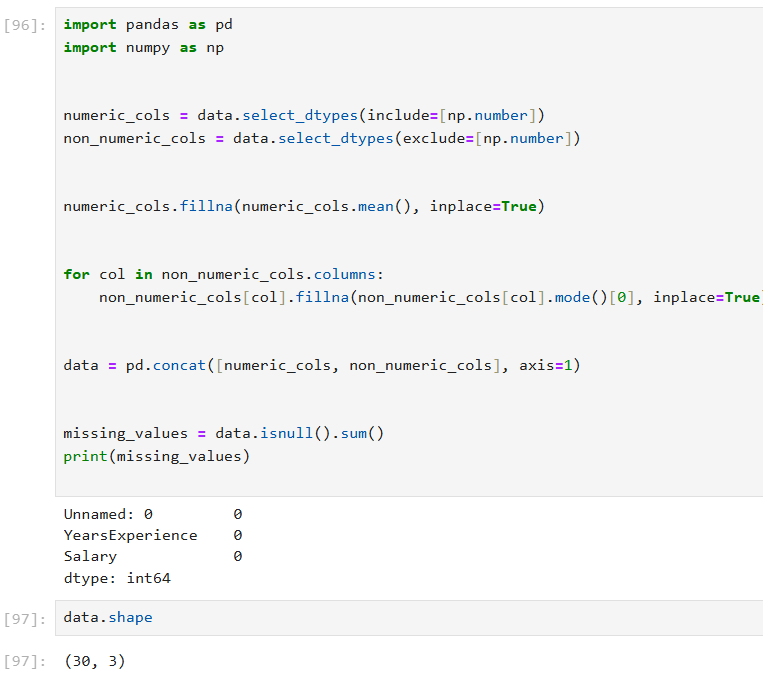 [96]: import pandas as pd
import numpy as np
numeric_cols = data.select_dtypes(include=[np.number])
non_numeric_cols = data.select_dtypes(exclude=[np.number])
numeric_cols.fillna(numeric_cols.mean(), inplace=True)
for col in non_numeric_cols.columns:
    non_numeric_cols[col].fillna(non_numeric_cols[col].mode()[0], inplace=True)
data = pd.concat([numeric_cols, non_numeric_cols], axis=1)
missing_values = data.isnull().sum()
print(missing_values)
Unnamed: 0         0
YearsExperience    0
Salary             0
dtype: int64
[97]: data.shape
[97]: (30, 3)